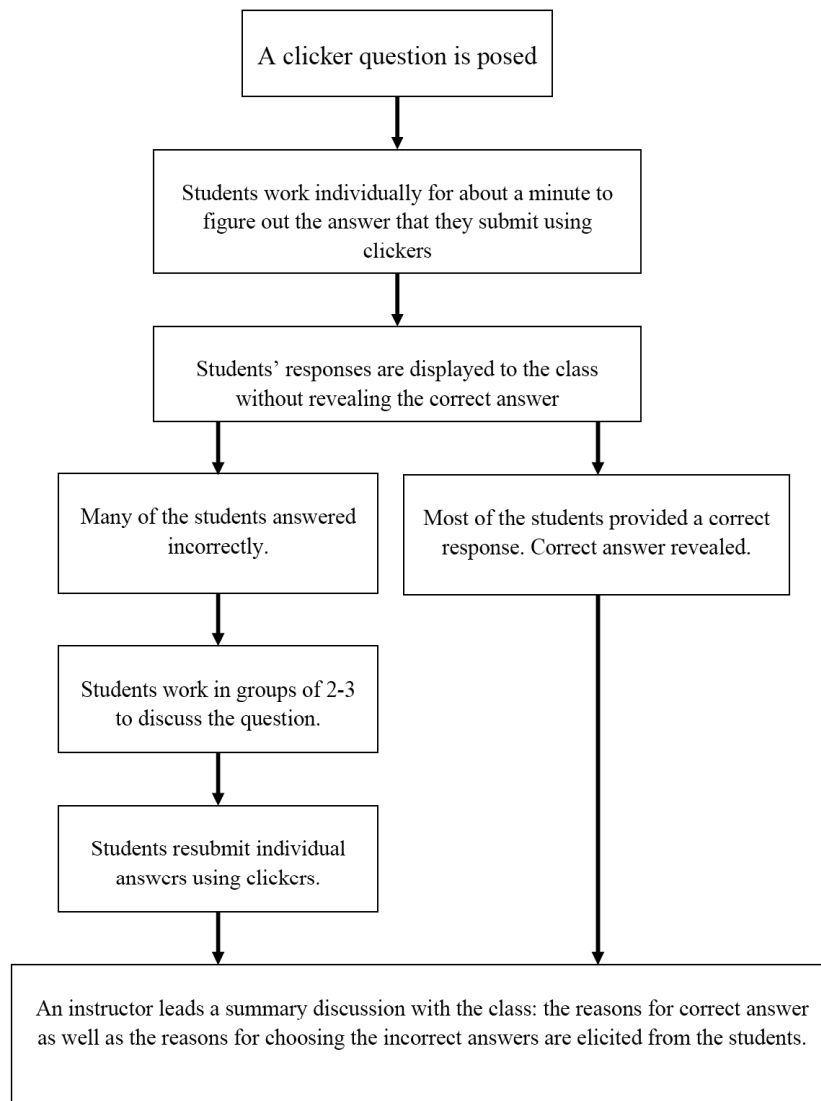 A clicker question is posed
Students work individually for about a minute to
figure out the answer that they submit using
clickers
Students’ responses are displayed to the class
without revealing the correct answer
Many of the students answered
incorrectly.
Most of the students provided a correct
response. Correct answer revealed.
Students work in groups of 2-3
to discuss the question.
Students resubmit individual
answers using clickers.
An instructor leads a summary discussion with the class: the reasons for correct answer
as well as the reasons for choosing the incorrect answers are elicited from the students.